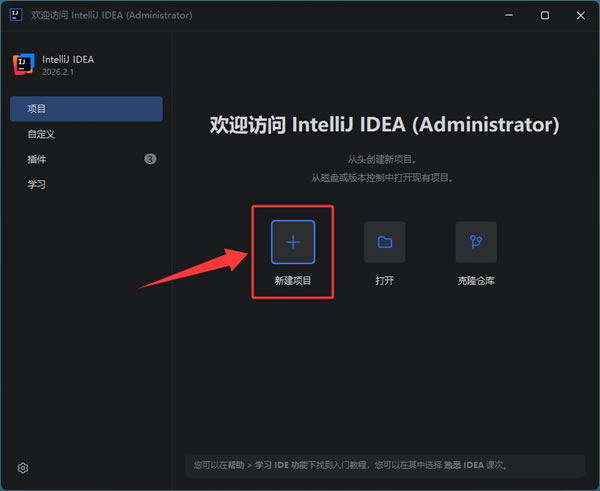 欢迎访问 IntelliJ IDEA (Administrator)
IJ
IntelliJ IDEA
2026.2.1
项目
自定义
插件
3
学习
欢迎访问 IntelliJ IDEA (Administrator)
从头创建新项目。
从磁盘或版本控制中打开现有项目。
新建项目
打开
克隆仓库
您可以在帮助 > 学习 IDE 功能下找到入门教程，您可以在其中选择 熟悉 IDEA 课次。